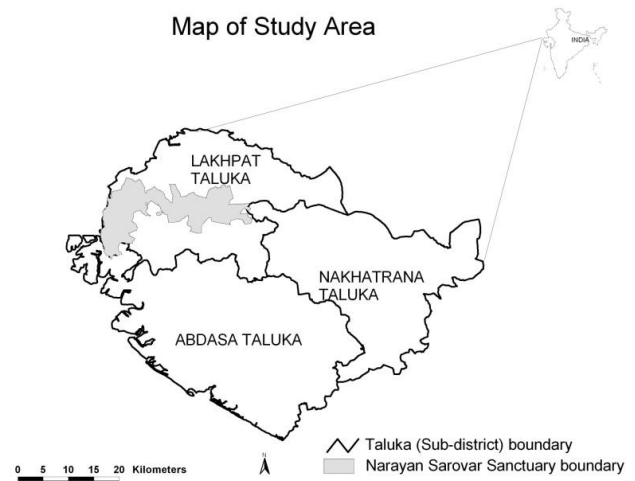 Map of Study Area
INDIA
LAKHPAT
TALUKA
NAKHATRANA
TALUKA
ABDASA TALUKA
N
Taluka (Sub-district) boundary
Narayan Sarovar Sanctuary boundary
0 5 10 15 20 Kilometers